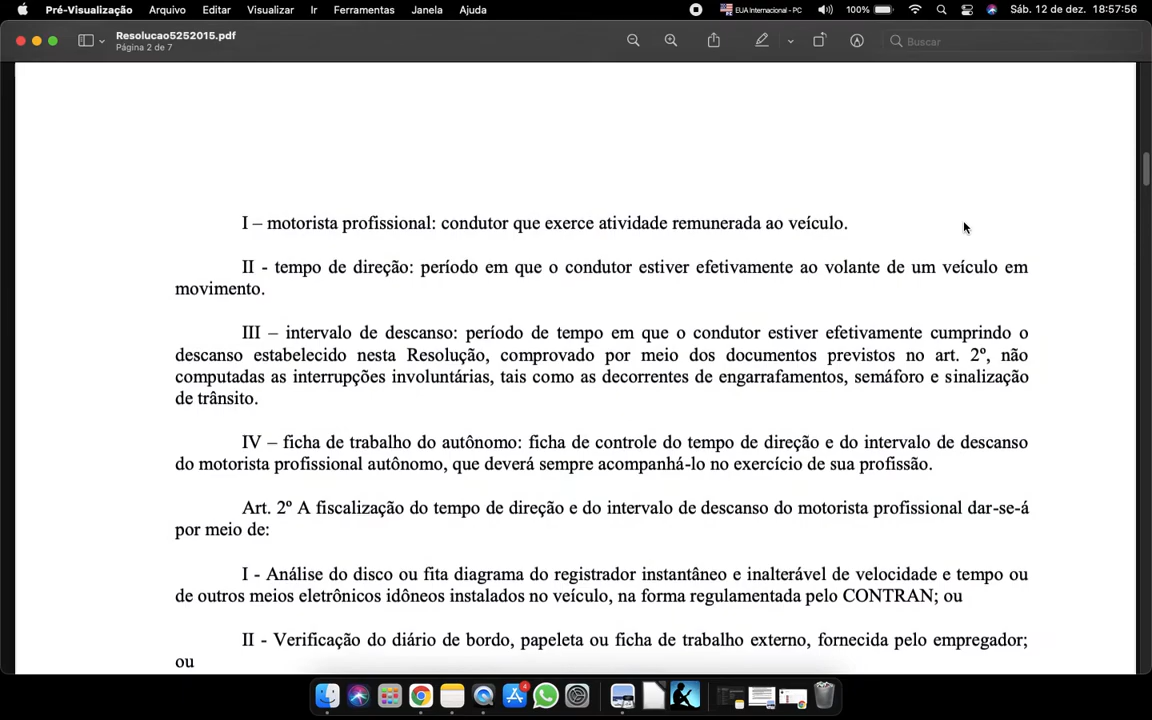 Pré-Visualização Arquivo Editar Visualizar Ir Ferramentas Janela Ajuda EUA Internacional - PC 100% Sáb. 12 de dez. 18:57:56
Resolucao5252015.pdf
Página 2 de 7
Buscar
I – motorista profissional: condutor que exerce atividade remunerada ao veículo.
II - tempo de direção: período em que o condutor estiver efetivamente ao volante de um veículo em
movimento.
III – intervalo de descanso: período de tempo em que o condutor estiver efetivamente cumprindo o
descanso estabelecido nesta Resolução, comprovado por meio dos documentos previstos no art. 2º, não
computadas as interrupções involuntárias, tais como as decorrentes de engarrafamentos, semáforo e sinalização
de trânsito.
IV – ficha de trabalho do autônomo: ficha de controle do tempo de direção e do intervalo de descanso
do motorista profissional autônomo, que deverá sempre acompanhá-lo no exercício de sua profissão.
Art. 2º A fiscalização do tempo de direção e do intervalo de descanso do motorista profissional dar-se-á
por meio de:
I - Análise do disco ou fita diagrama do registrador instantâneo e inalterável de velocidade e tempo ou
de outros meios eletrônicos idôneos instalados no veículo, na forma regulamentada pelo CONTRAN; ou
II - Verificação do diário de bordo, papeleta ou ficha de trabalho externo, fornecida pelo empregador;
ou
4